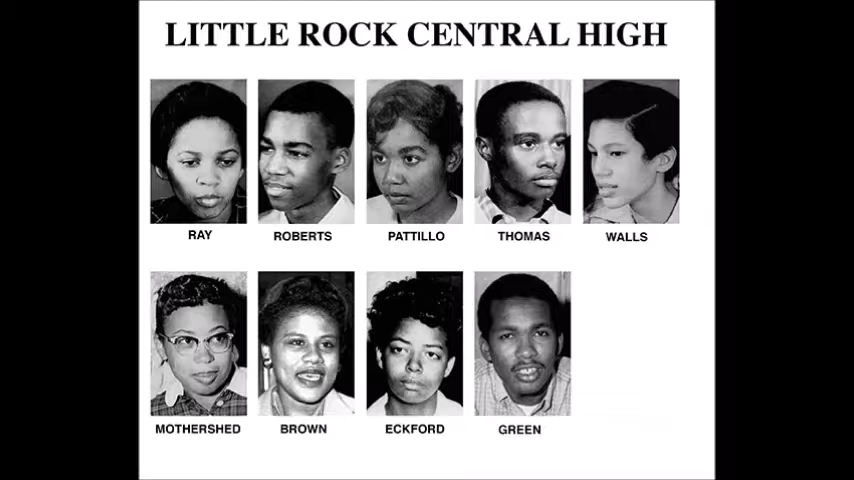 LITTLE ROCK CENTRAL HIGH
RAY ROBERTS PATTILLO THOMAS WALLS
MOTHERSHED BROWN ECKFORD GREEN